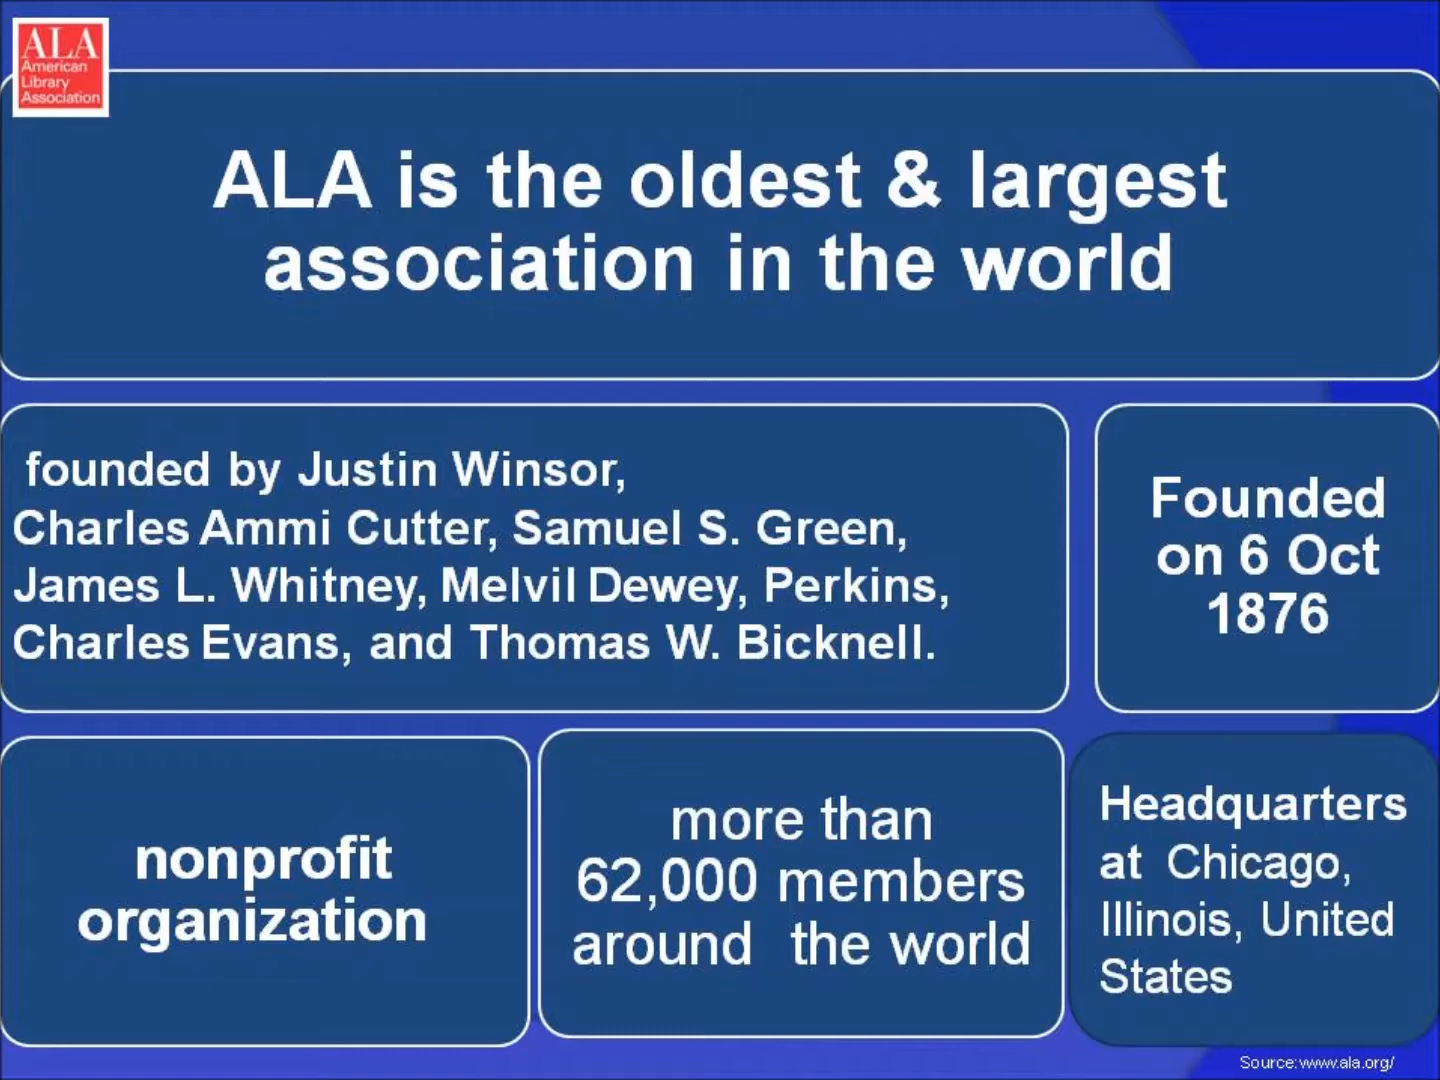 ALA
American
Library
Association
ALA is the oldest & largest
association in the world
founded by Justin Winsor,
Charles Ammi Cutter, Samuel S. Green,
James L. Whitney, Melvil Dewey, Perkins,
Charles Evans, and Thomas W. Bicknell.
Founded
on 6 Oct
1876
nonprofit
organization
more than
62,000 members
around the world
Headquarters
at Chicago,
Illinois, United
States
Source:www.ala.org/